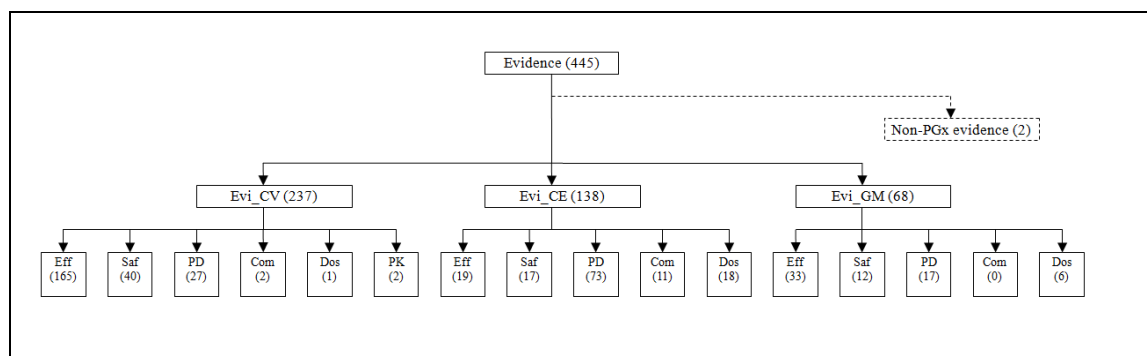 Evidence (445)
Non-PGx evidence (2)
Evi_CV (237)
Evi_CE (138)
Evi_GM (68)
Eff
(165)
Saf
(40)
PD
(27)
Com
(2)
Dos
(1)
PK
(2)
Eff
(19)
Saf
(17)
PD
(73)
Com
(11)
Dos
(18)
Eff
(33)
Saf
(12)
PD
(17)
Com
(0)
Dos
(6)